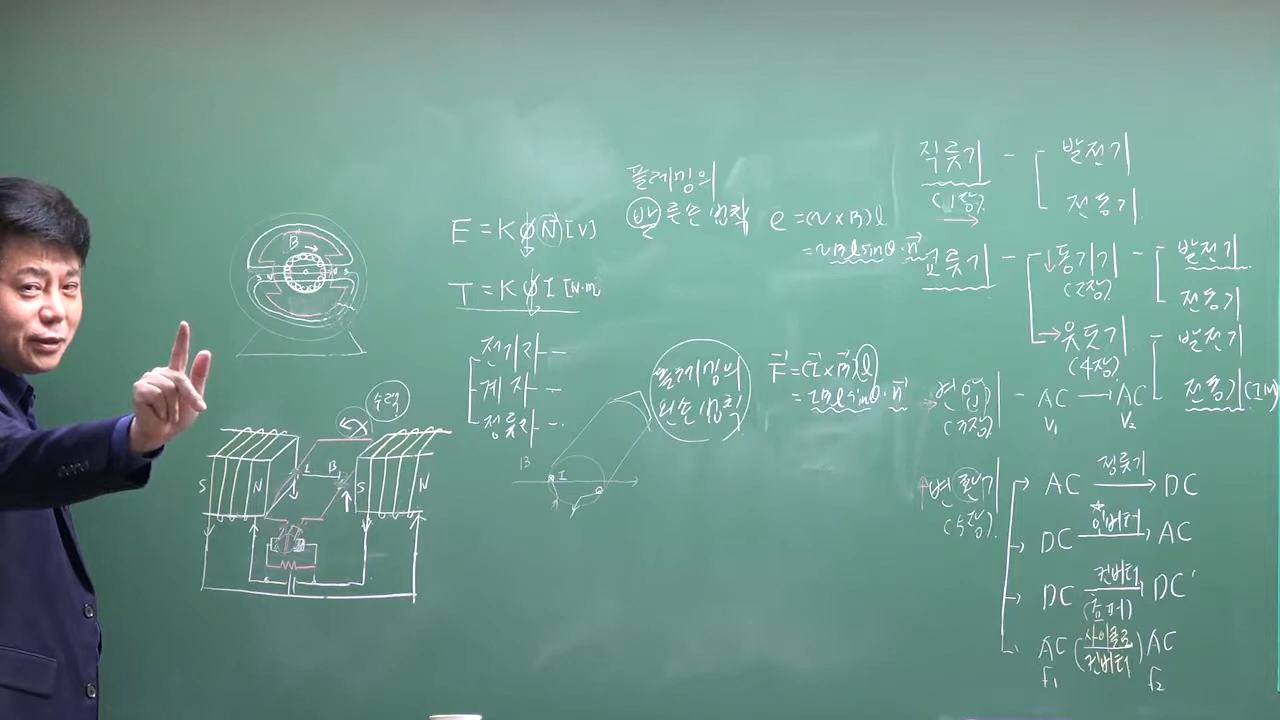 E = KφN[V]
T = KφI[N·m]
전기자 -
계자 -
정류자 -
플레밍의
발 른손 법칙
e = (v×B)l
= vBl sinθ · n
플레밍의
왼손법칙
F = (I×B)l
= IBl sinθ · n
수력
B
S
N
S
N
I
B
S
N
B
I
직류기 - 발전기
(1장)
전동기
교류기 - 동기기 - 발전기
(2장)
전동기
유도기 - 발전기
(4장)
전동기 (IM)
변압기 - AC → AC
(3장)
V₁ V₂
변환기
(5장)
AC 정류기 → DC
DC 인버터 → AC
DC 컨버터 → DC'
(쵸퍼)
AC (사이클로 컨버터) AC
f₁ f₂